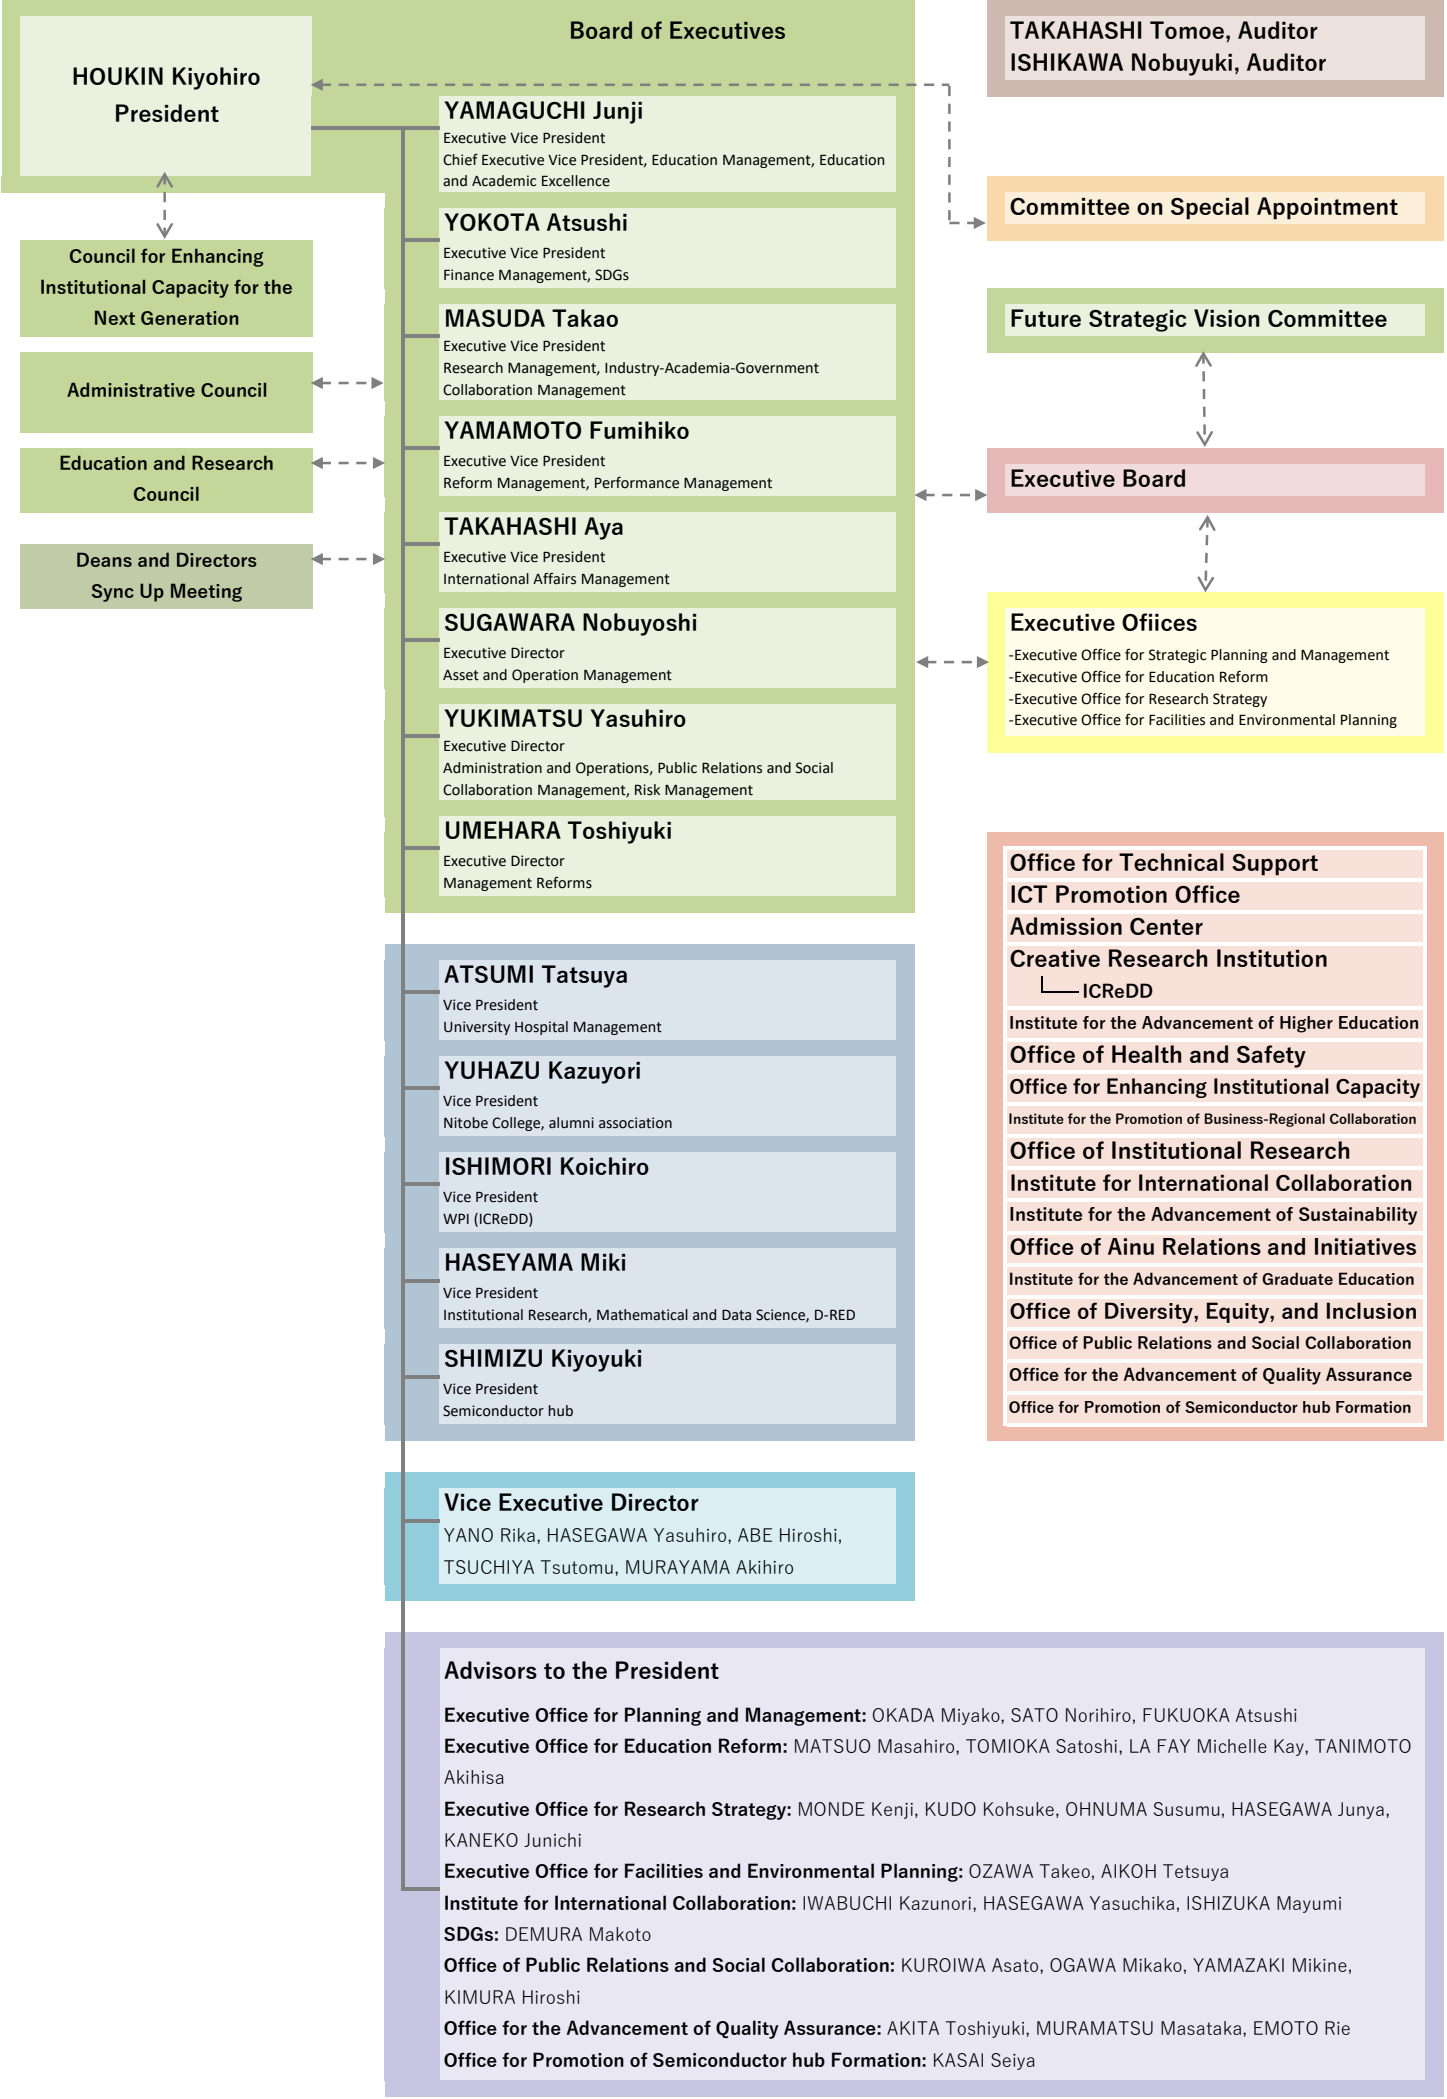 HOUKIN Kiyohiro
President
Board of Executives
YAMAGUCHI Junji
Executive Vice President
Chief Executive Vice President, Education Management, Education
and Academic Excellence
YOKOTA Atsushi
Executive Vice President
Finance Management, SDGs
MASUDA Takao
Executive Vice President
Research Management, Industry-Academia-Government
Collaboration Management
YAMAMOTO Fumihiko
Executive Vice President
Reform Management, Performance Management
TAKAHASHI Aya
Executive Vice President
International Affairs Management
SUGAWARA Nobuyoshi
Executive Director
Asset and Operation Management
YUKIMATSU Yasuhiro
Executive Director
Administration and Operations, Public Relations and Social
Collaboration Management, Risk Management
UMEHARA Toshiyuki
Executive Director
Management Reforms
Council for Enhancing
Institutional Capacity for the
Next Generation
Administrative Council
Education and Research
Council
Deans and Directors
Sync Up Meeting
TAKAHASHI Tomoe, Auditor
ISHIKAWA Nobuyuki, Auditor
Committee on Special Appointment
Future Strategic Vision Committee
Executive Board
Executive Ofiices
-Executive Office for Strategic Planning and Management
-Executive Office for Education Reform
-Executive Office for Research Strategy
-Executive Office for Facilities and Environmental Planning
Office for Technical Support
ICT Promotion Office
Admission Center
Creative Research Institution
ICReDD
Institute for the Advancement of Higher Education
Office of Health and Safety
Office for Enhancing Institutional Capacity
Institute for the Promotion of Business-Regional Collaboration
Office of Institutional Research
Institute for International Collaboration
Institute for the Advancement of Sustainability
Office of Ainu Relations and Initiatives
Institute for the Advancement of Graduate Education
Office of Diversity, Equity, and Inclusion
Office of Public Relations and Social Collaboration
Office for the Advancement of Quality Assurance
Office for Promotion of Semiconductor hub Formation
ATSUMI Tatsuya
Vice President
University Hospital Management
YUHAZU Kazuyori
Vice President
Nitobe College, alumni association
ISHIMORI Koichiro
Vice President
WPI (ICReDD)
HASEYAMA Miki
Vice President
Institutional Research, Mathematical and Data Science, D-RED
SHIMIZU Kiyoyuki
Vice President
Semiconductor hub
Vice Executive Director
YANO Rika, HASEGAWA Yasuhiro, ABE Hiroshi,
TSUCHIYA Tsutomu, MURAYAMA Akihiro
Advisors to the President
Executive Office for Planning and Management: OKADA Miyako, SATO Norihiro, FUKUOKA Atsushi
Executive Office for Education Reform: MATSUO Masahiro, TOMIOKA Satoshi, LA FAY Michelle Kay, TANIMOTO
Akihisa
Executive Office for Research Strategy: MONDE Kenji, KUDO Kohsuke, OHNUMA Susumu, HASEGAWA Junya,
KANEKO Junichi
Executive Office for Facilities and Environmental Planning: OZAWA Takeo, AIKOH Tetsuya
Institute for International Collaboration: IWABUCHI Kazunori, HASEGAWA Yasuchika, ISHIZUKA Mayumi
SDGs: DEMURA Makoto
Office of Public Relations and Social Collaboration: KUROIWA Asato, OGAWA Mikako, YAMAZAKI Mikine,
KIMURA Hiroshi
Office for the Advancement of Quality Assurance: AKITA Toshiyuki, MURAMATSU Masataka, EMOTO Rie
Office for Promotion of Semiconductor hub Formation: KASAI Seiya